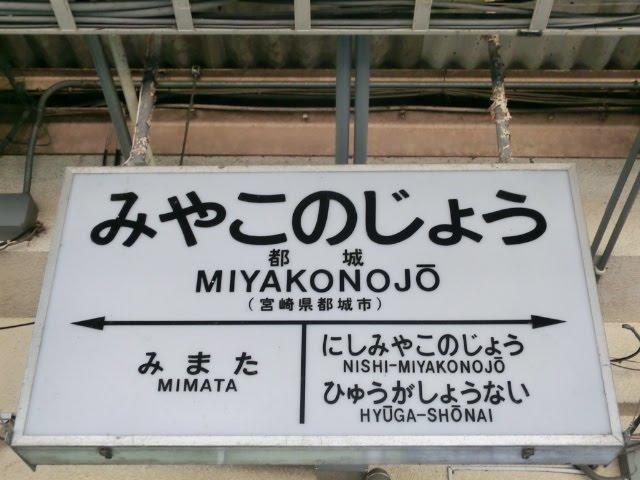 みやこのじょう
都城
MIYAKONOJŌ
(宮崎県都城市)
みまた
MIMATA
にしみやこのじょう
NISHI-MIYAKONOJŌ
ひゅうがしょうない
HYŪGA-SHŌNAI